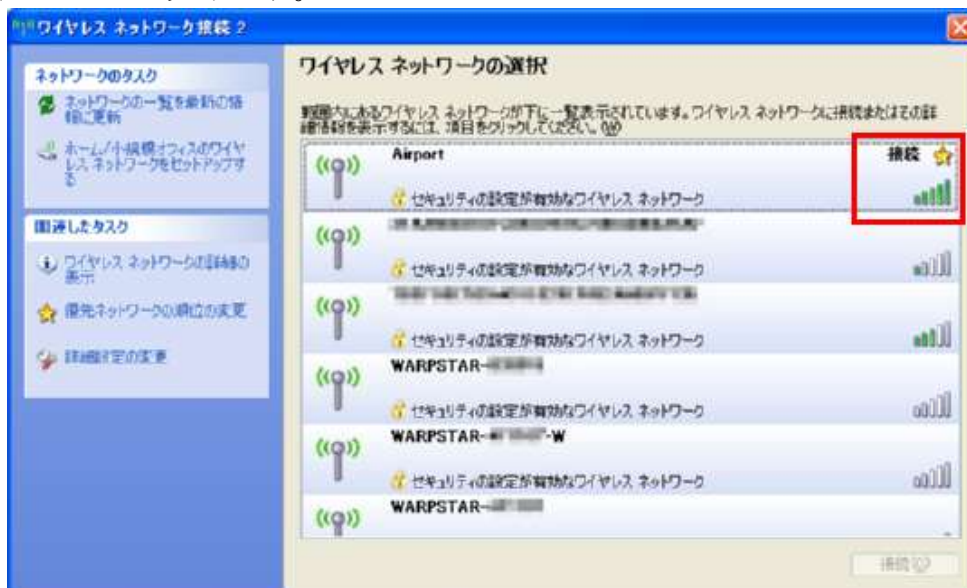 ワイヤレス ネットワーク接続 2
ネットワークのタスク
ネットワークの一覧を最新の情
報に更新
ホーム/小規模オフィスのワイヤ
レス ネットワークをセットアップす
る
関連したタスク
ワイヤレス ネットワークの詳細の
表示
優先ネットワークの順位の変更
詳細設定の変更
ワイヤレス ネットワークの選択
範囲内にあるワイヤレス ネットワークが下に一覧表示されています。ワイヤレス ネットワークに接続またはその詳
細情報を表示するには、項目をクリックしてください。(W)
Airport
接続
セキュリティの設定が有効なワイヤレス ネットワーク
セキュリティの設定が有効なワイヤレス ネットワーク
セキュリティの設定が有効なワイヤレス ネットワーク
WARPSTAR-
セキュリティの設定が有効なワイヤレス ネットワーク
WARPSTAR- -W
セキュリティの設定が有効なワイヤレス ネットワーク
WARPSTAR-
接続(C)